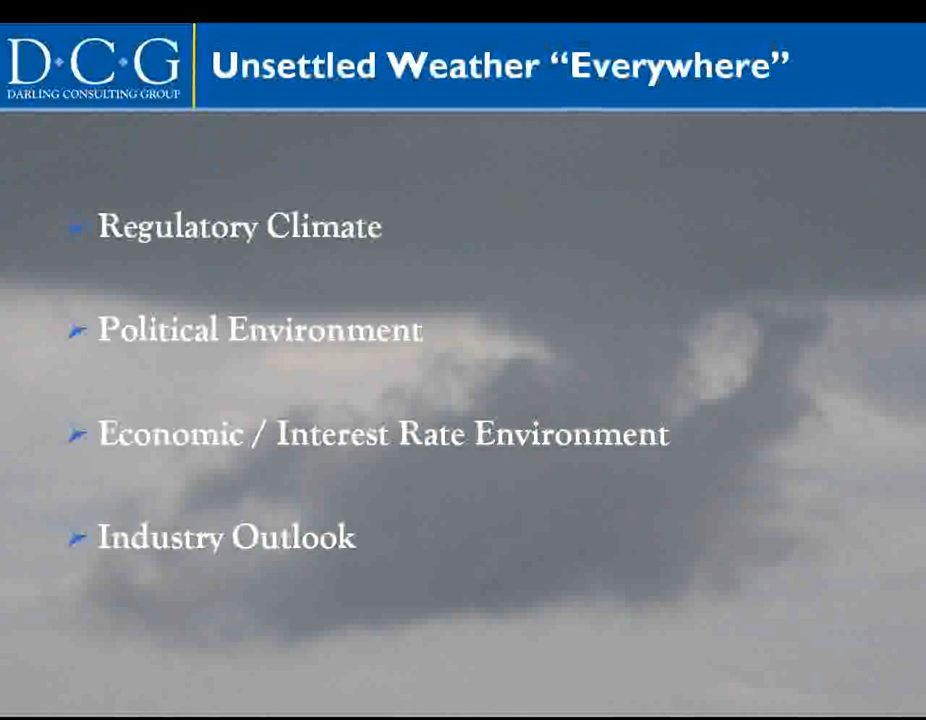 D·C·G
DARLING CONSULTING GROUP
Unsettled Weather “Everywhere”
Regulatory Climate
Political Environment
Economic / Interest Rate Environment
Industry Outlook